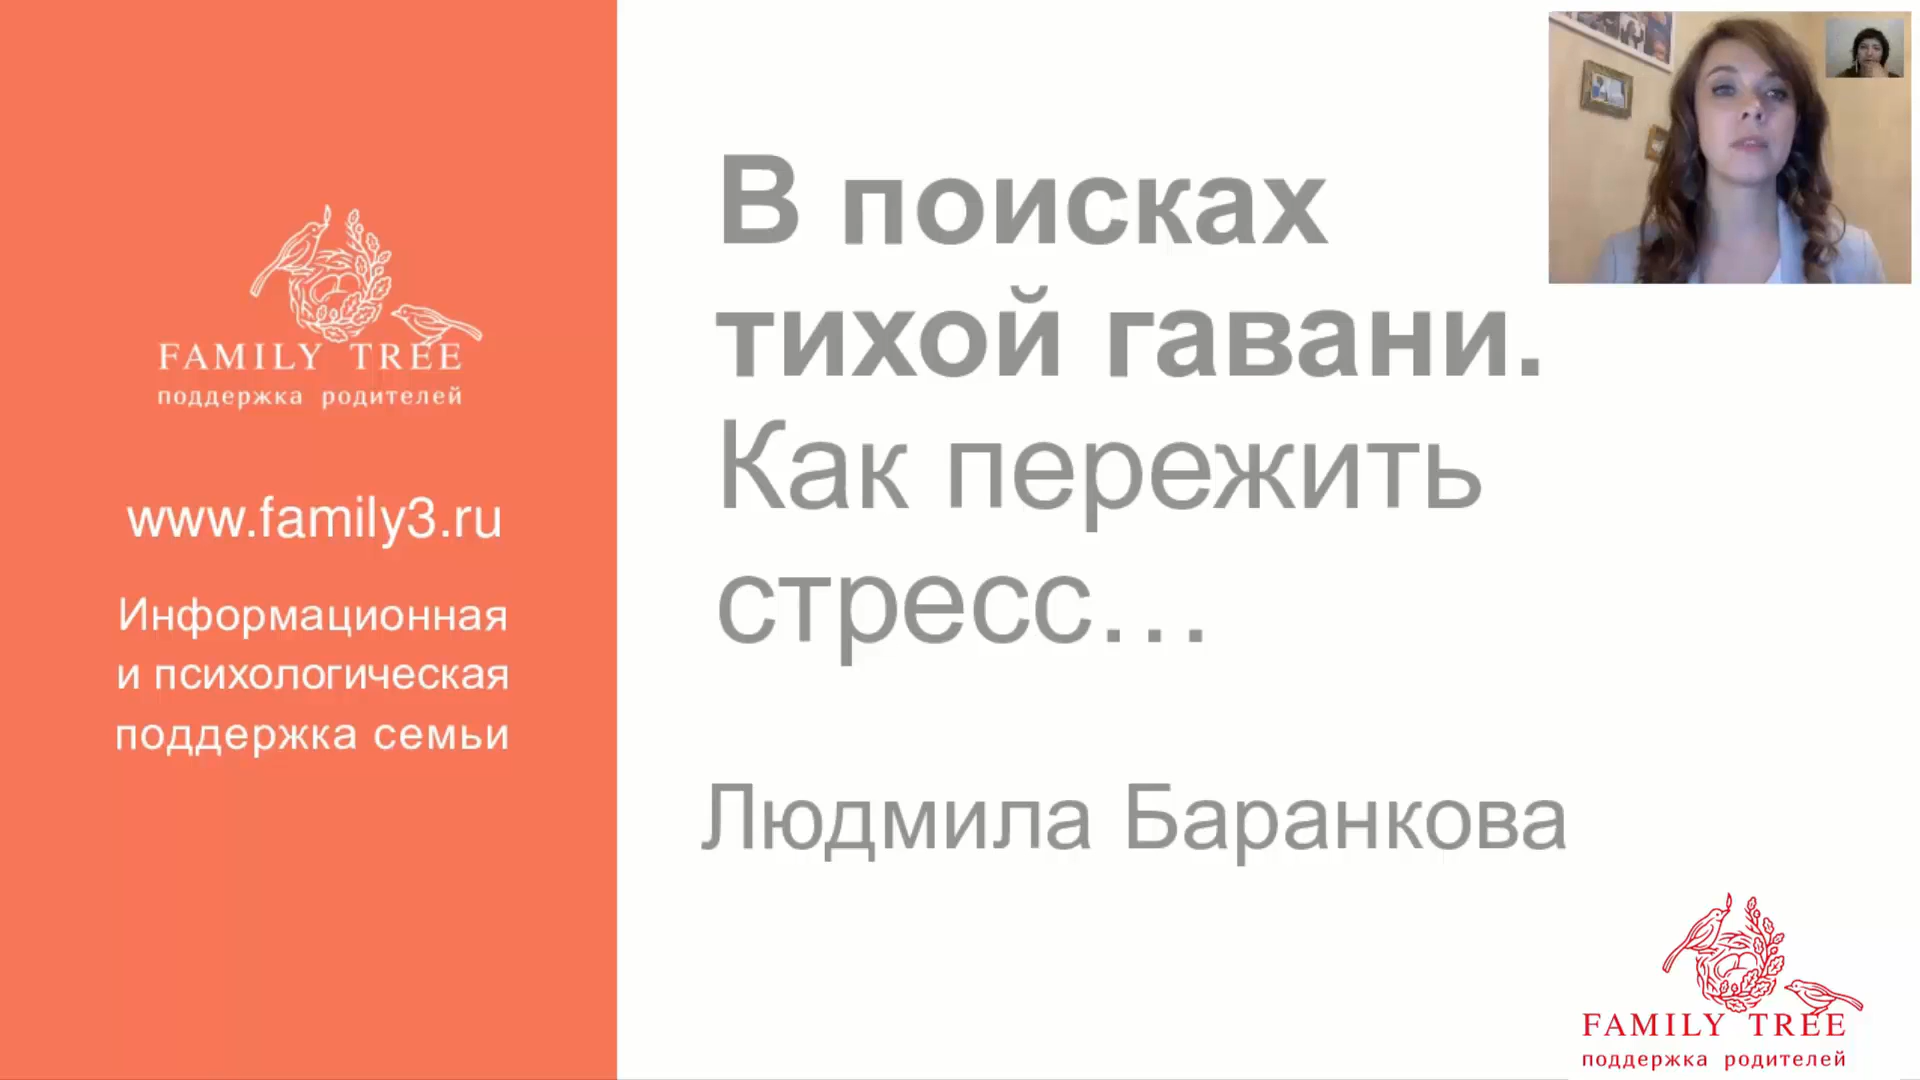 FAMILY TREE
поддержка родителей
www.family3.ru
Информационная
и психологическая
поддержка семьи
В поисках
тихой гавани.
Как пережить
стресс…
Людмила Баранкова
FAMILY TREE
поддержка родителей